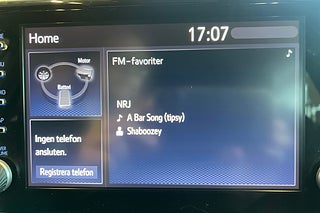 Home
17:07
Motor
Batteri
FM-favoriter
NRJ
A Bar Song (tipsy)
Shaboozey
Ingen telefon
ansluten.
Registrera telefon